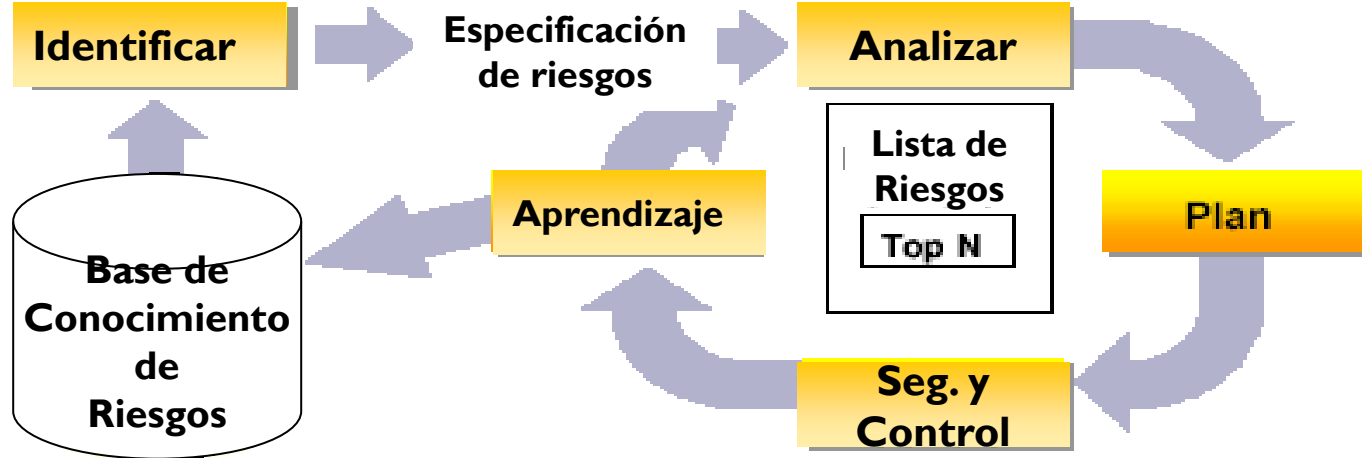 Identificar
Especificación
de riesgos
Analizar
Lista de
Riesgos
Top N
Aprendizaje
Plan
Base de
Conocimiento
de
Riesgos
Seg. y
Control